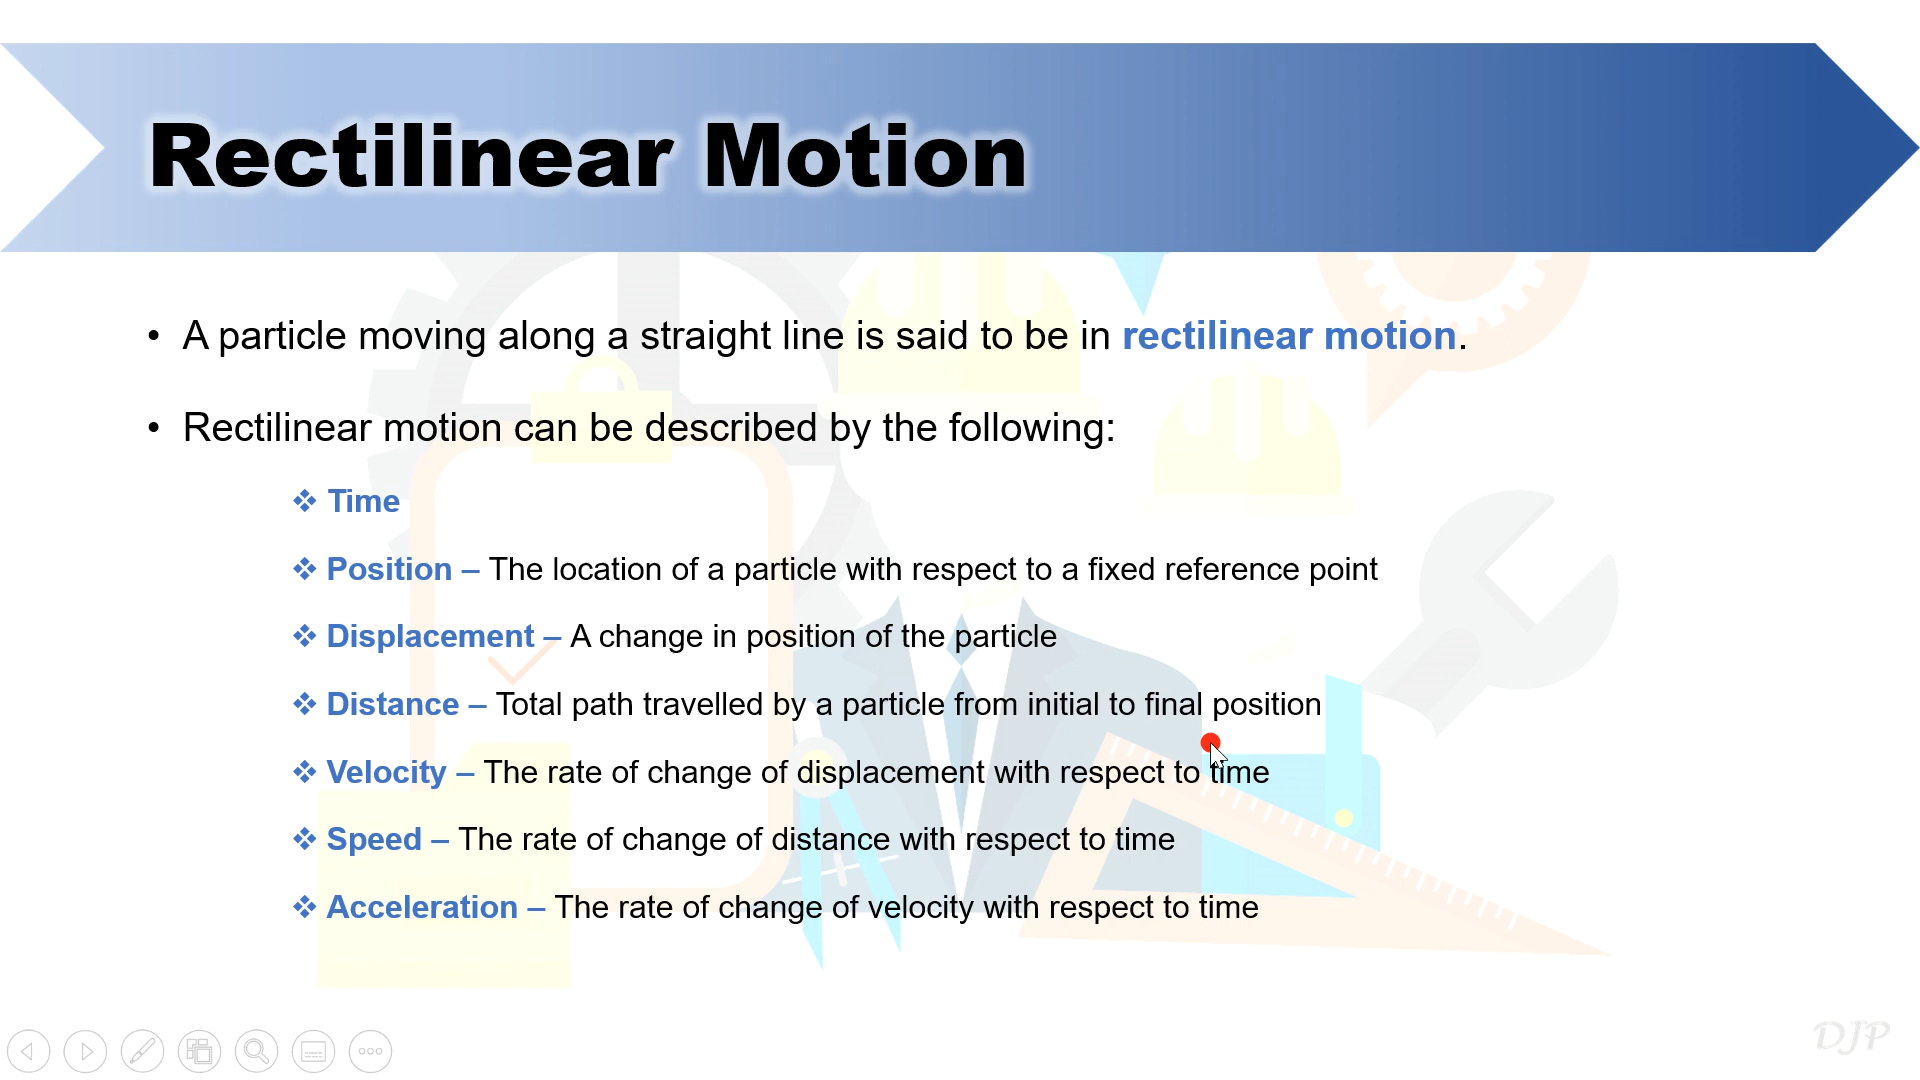 Rectilinear Motion
• A particle moving along a straight line is said to be in rectilinear motion.
• Rectilinear motion can be described by the following:
❖ Time
❖ Position – The location of a particle with respect to a fixed reference point
❖ Displacement – A change in position of the particle
❖ Distance – Total path travelled by a particle from initial to final position
❖ Velocity – The rate of change of displacement with respect to time
❖ Speed – The rate of change of distance with respect to time
❖ Acceleration – The rate of change of velocity with respect to time
DJP